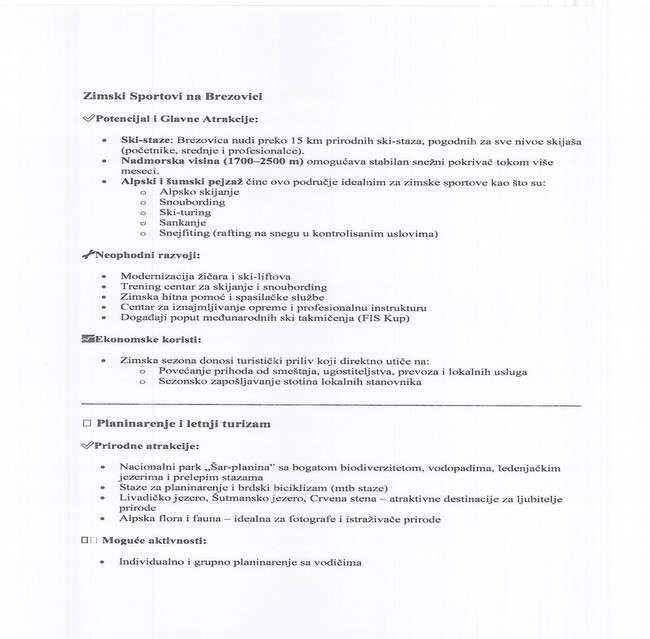 Zimski Sportovi na Brezovici
Potencijal i Glavne Atrakcije:
Ski-staze: Brezovica nudi preko 15 km prirodnih ski-staza, pogodnih za sve nivoe skijaša
(početnike, srednje i profesionalce).
Nadmorska visina (1700–2500 m) omogućava stabilan snežni pokrivač tokom više
meseci.
Alpski i šumski pejzaž čine ovo područje idealnim za zimske sportove kao što su:
Alpsko skijanje
Snoubording
Ski-turing
Sankanje
Snejfiting (rafting na snegu u kontrolisanim uslovima)
Neophodni razvoji:
Modernizacija žičara i ski-liftova
Trening centar za skijanje i snoubording
Zimska hitna pomoć i spasilačke službe
Centar za iznajmljivanje opreme i profesionalnu instrukturu
Događaji poput međunarodnih ski takmičenja (FIS Kup)
Ekonomske koristi:
Zimska sezona donosi turistički priliv koji direktno utiče na:
Povećanje prihoda od smeštaja, ugostiteljstva, prevoza i lokalnih usluga
Sezonsko zapošljavanje stotina lokalnih stanovnika
Planinarenje i letnji turizam
Prirodne atrakcije:
Nacionalni park „Šar-planina” sa bogatom biodiverzitetom, vodopadima, ledenjačkim
jezerima i prelepim stazama
Staze za planinarenje i brdski biciklizam (mtb staze)
Livadičko jezero, Šutmansko jezero, Crvena stena – atraktivne destinacije za ljubitelje
prirode
Alpska flora i fauna – idealna za fotografe i istraživače prirode
Moguće aktivnosti:
Individualno i grupno planinarenje sa vodičima